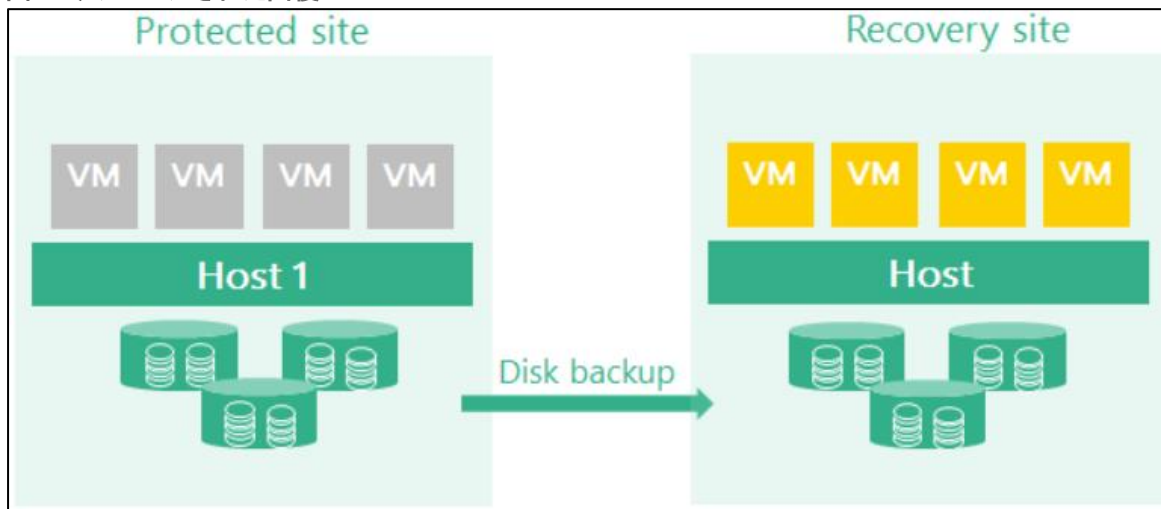 Protected site
Recovery site
VM VM VM VM
VM VM VM VM
Host 1
Host
Disk backup